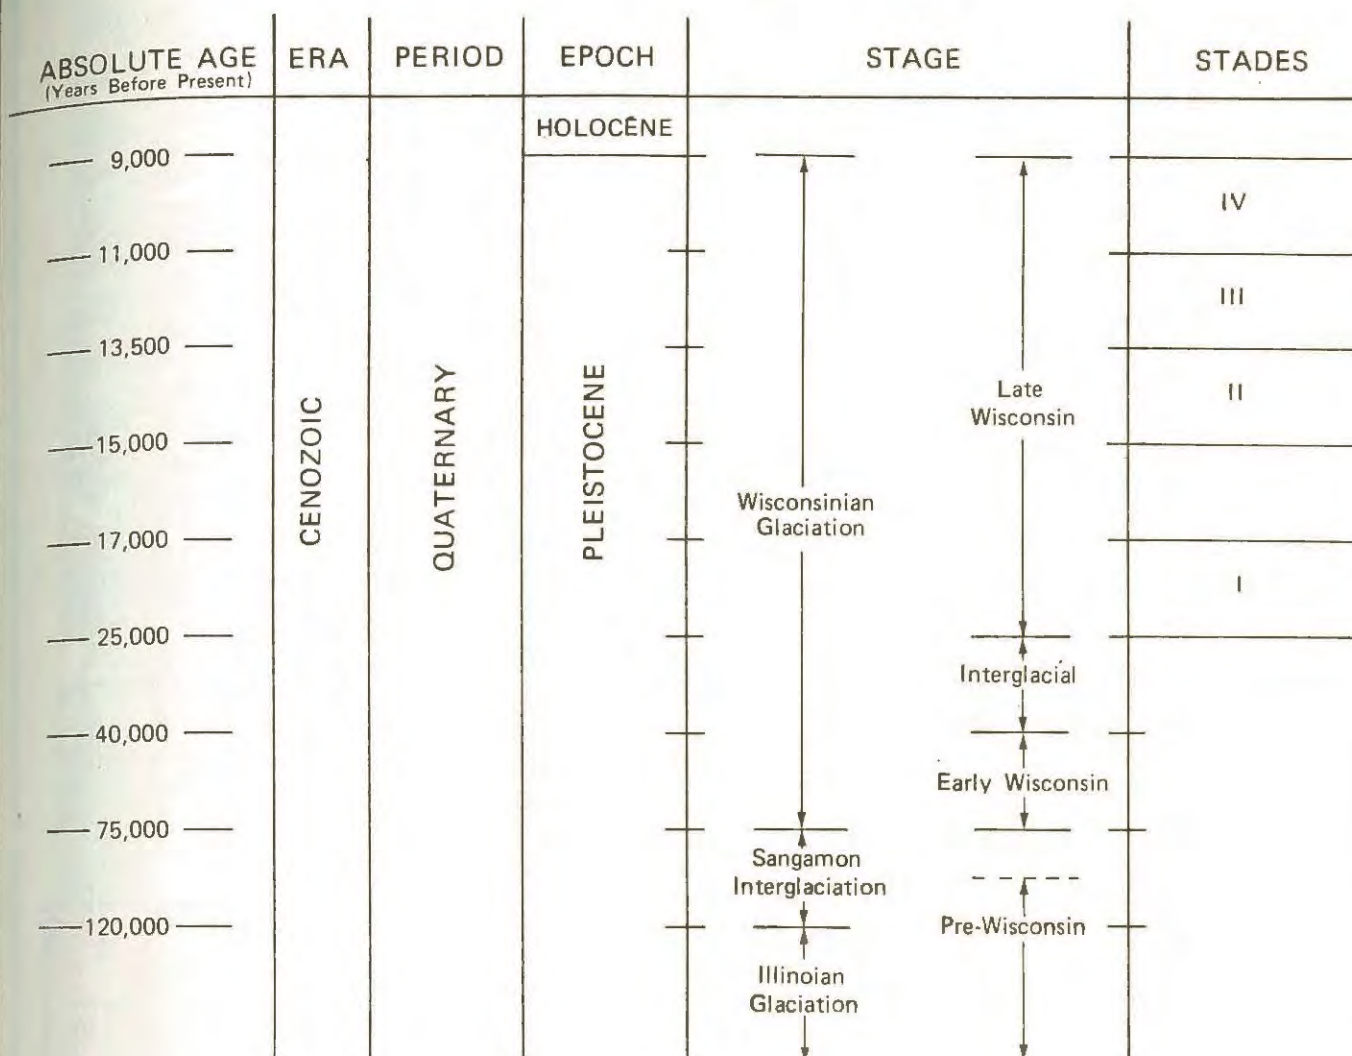 ABSOLUTE AGE
(Years Before Present)
ERA
PERIOD
EPOCH
STAGE
STADES
HOLOCENE
9,000
11,000
13,500
15,000
17,000
25,000
40,000
75,000
120,000
CENOZOIC
QUATERNARY
PLEISTOCENE
Wisconsinian
Glaciation
Sangamon
Interglaciation
Illinoian
Glaciation
Late
Wisconsin
Interglacial
Early Wisconsin
Pre-Wisconsin
IV
III
II
I